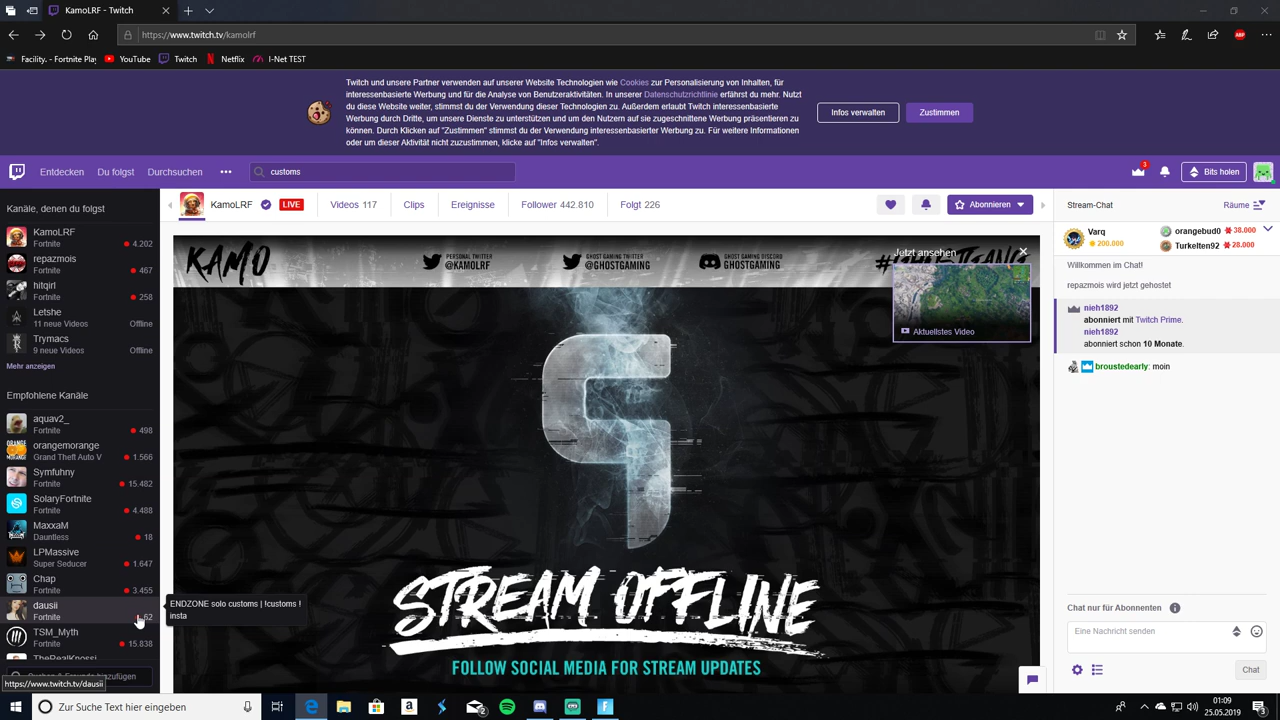 KamoLRF
https://www.twitch.tv/kamolrf
Facility. - Fortnite Pla
YouTube
Twitch
Netflix
I-Net TEST
Twitch und unsere Partner verwenden auf unserer Website Technologien wie Cookies zur Personalisierung von Inhalten, für
interessenbasierte Werbung und für die Analyse von Benutzeraktivitäten. In unserer Datenschutzrichtlinie erfährst du mehr. Nutzt
du diese Website weiter, stimmst du der Verwendung dieser Technologien zu. Außerdem erlaubt Twitch interessenbasierte
Werbung durch Dritte, um unsere Dienste zu unterstützen und um den Nutzern auf sie zugeschnittene Werbung präsentieren zu
können. Durch Klicken auf "Zustimmen" stimmst du der Verwendung interessenbasierter Werbung zu. Für weitere Informationen
oder um dieser Aktivität nicht zuzustimmen, klicke auf "Infos verwalten".
Infos verwalten
Zustimmen
Entdecken
Du folgst
Durchsuchen
customs
3
Bits holen
Kanäle, denen du folgst
KamoLRF
Fortnite 4.202
repazmois
Fortnite 467
hitqirl
Fortnite 258
Letshe
11 neue Videos Offline
Trymacs
9 neue Videos Offline
Mehr anzeigen
Empfohlene Kanäle
aquav2_
Fortnite 498
orangemorange
Grand Theft Auto V 1.566
Symfuhny
Fortnite 15.482
SolaryFortnite
Fortnite 4.488
MaxxaM
Dauntless 18
LPMassive
Super Seducer 1.647
Chap
Fortnite 3.455
dausii
Fortnite 62
TSM_Myth
Fortnite 15.838
https://www.twitch.tv/dausii
ENDZONE solo customs | !customs !
insta
KamoLRF
LIVE
Videos 117
Clips
Ereignisse
Follower 442.810
Folgt 226
Abonnieren
KAMO
PERSONAL TWITTER
@KAMOLRF
GHOST GAMING TWITTER
@GHOSTGAMING
GHOST GAMING DISCORD
GHOSTGAMING
Jetzt ansehen
Aktuellstes Video
STREAM OFFLINE
FOLLOW SOCIAL MEDIA FOR STREAM UPDATES
Stream-Chat
Räume
Varq
200.000
orangebud0 38.000
Turkelten92 28.000
Willkommen im Chat!
repazmois wird jetzt gehostet
nieh1892
abonniert mit Twitch Prime.
nieh1892
abonniert schon 10 Monate.
broustedearly: moin
Chat nur für Abonnenten
Eine Nachricht senden
Chat
Zur Suche Text hier eingeben
01:09
25.05.2019